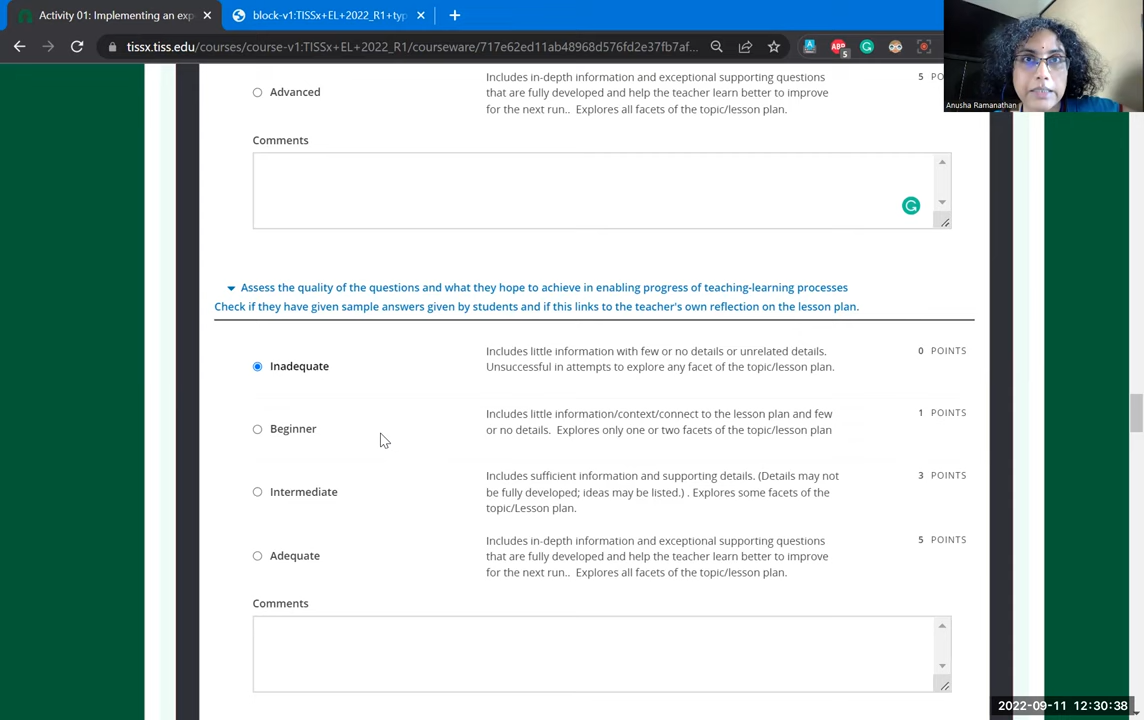 Activity 01: Implementing an exp
block-v1:TISSx+EL+2022_R1+typ
tissx.tiss.edu/courses/course-v1:TISSx+EL+2022_R1/courseware/717e62ed11ab48968d576fd2e37fb7af...
ABP
5
Anusha Ramanathan
Includes in-depth information and exceptional supporting questions
5 PO
Advanced
that are fully developed and help the teacher learn better to improve
for the next run.. Explores all facets of the topic/lesson plan.
Comments
Assess the quality of the questions and what they hope to achieve in enabling progress of teaching-learning processes
Check if they have given sample answers given by students and if this links to the teacher's own reflection on the lesson plan.
Includes little information with few or no details or unrelated details.
0 POINTS
Inadequate
Unsuccessful in attempts to explore any facet of the topic/lesson plan.
Includes little information/context/connect to the lesson plan and few
1 POINTS
Beginner
or no details. Explores only one or two facets of the topic/lesson plan
Includes sufficient information and supporting details. (Details may not
3 POINTS
Intermediate
be fully developed; ideas may be listed.) . Explores some facets of the
topic/Lesson plan.
Includes in-depth information and exceptional supporting questions
5 POINTS
Adequate
that are fully developed and help the teacher learn better to improve
for the next run.. Explores all facets of the topic/lesson plan.
Comments
2022-09-11 12:30:38